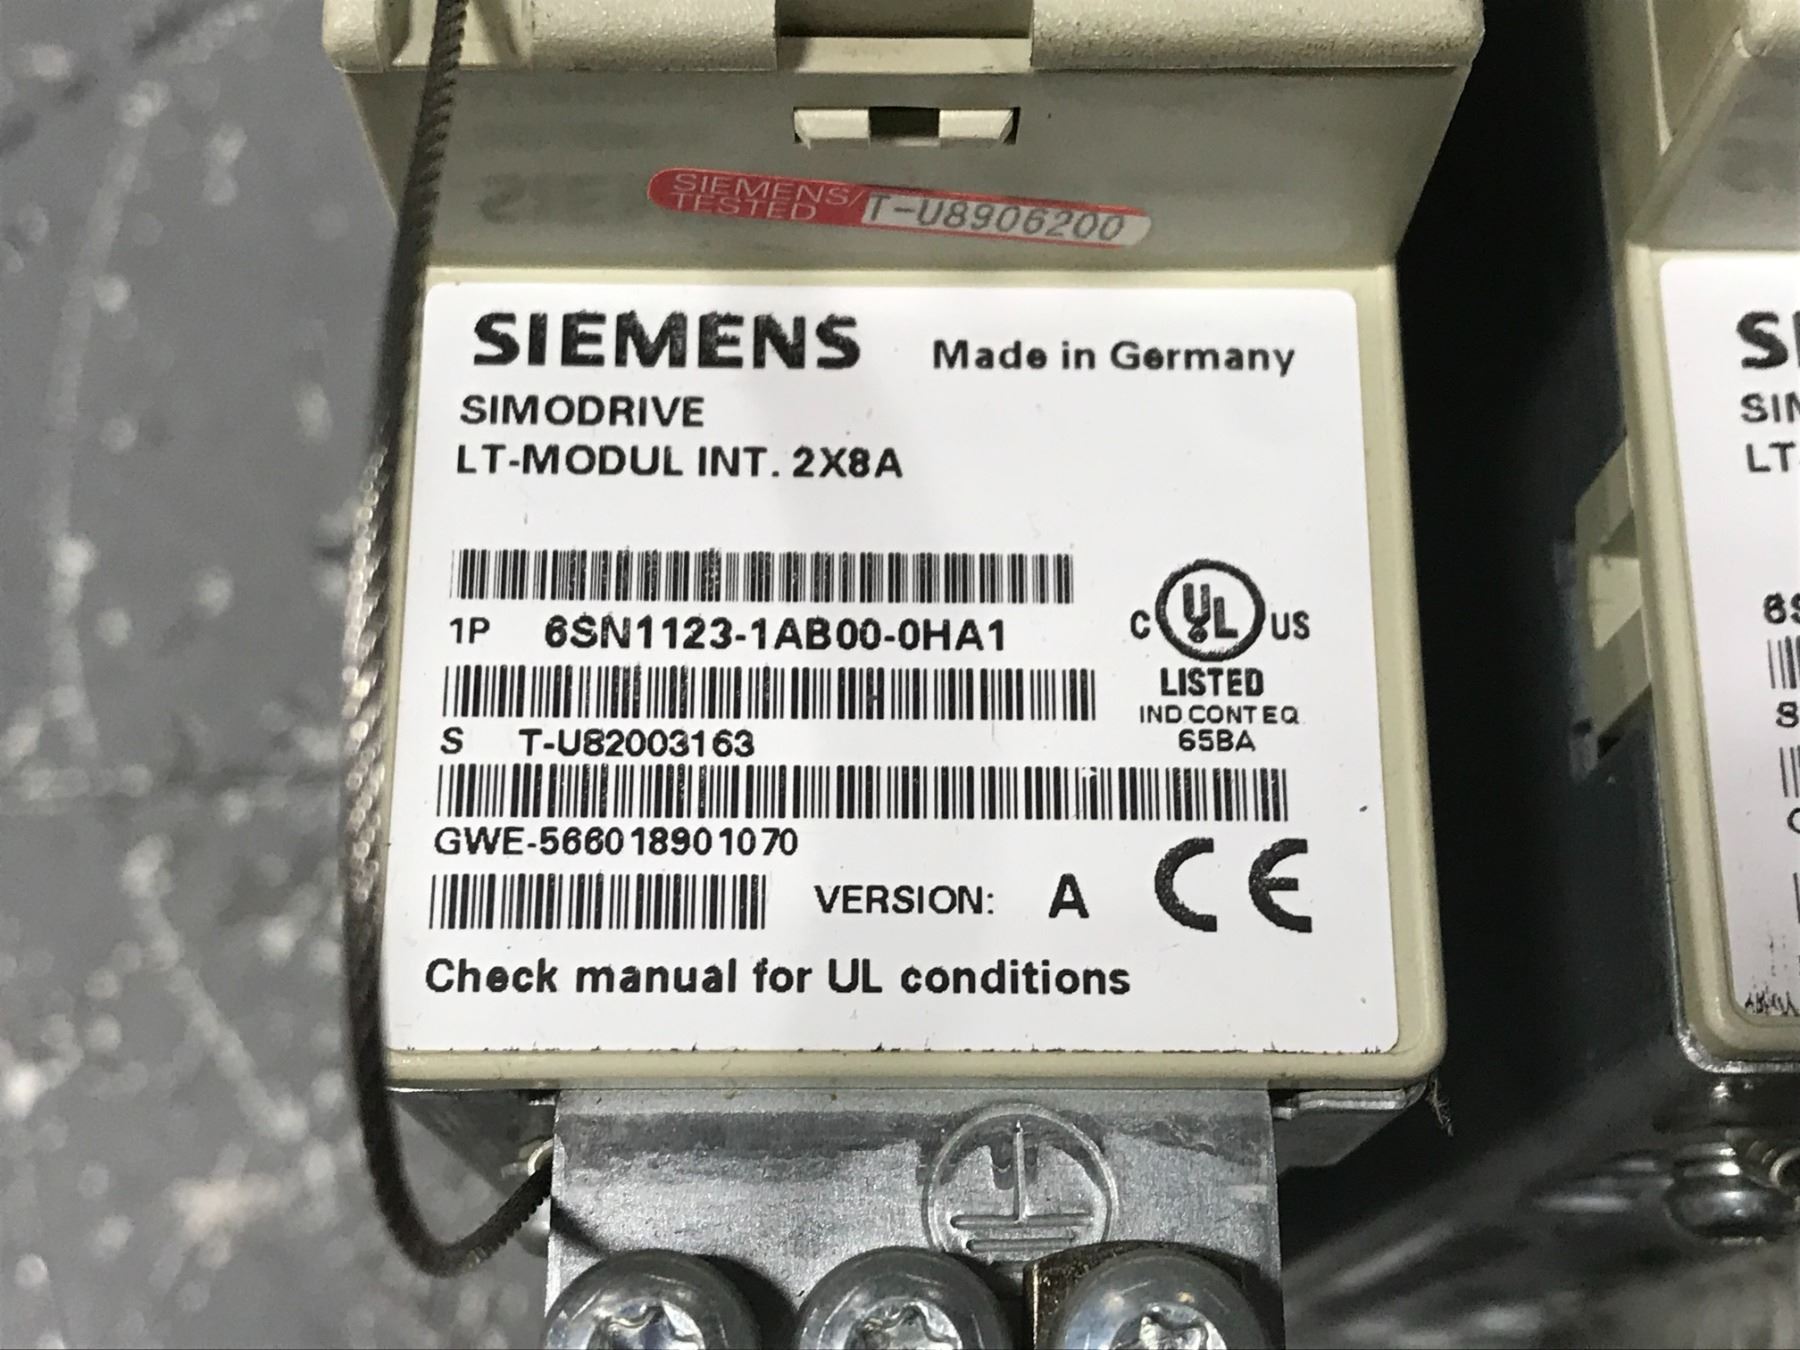 SIEMENS/ T-U8906200
TESTED
SIEMENS Made in Germany
SIMODRIVE
LT-MODUL INT. 2X8A
1P 6SN1123-1AB00-0HA1
C UL US
LISTED
IND.CONT.EQ.
65BA
S T-U82003163
GWE-566018901070
VERSION: A CE
Check manual for UL conditions